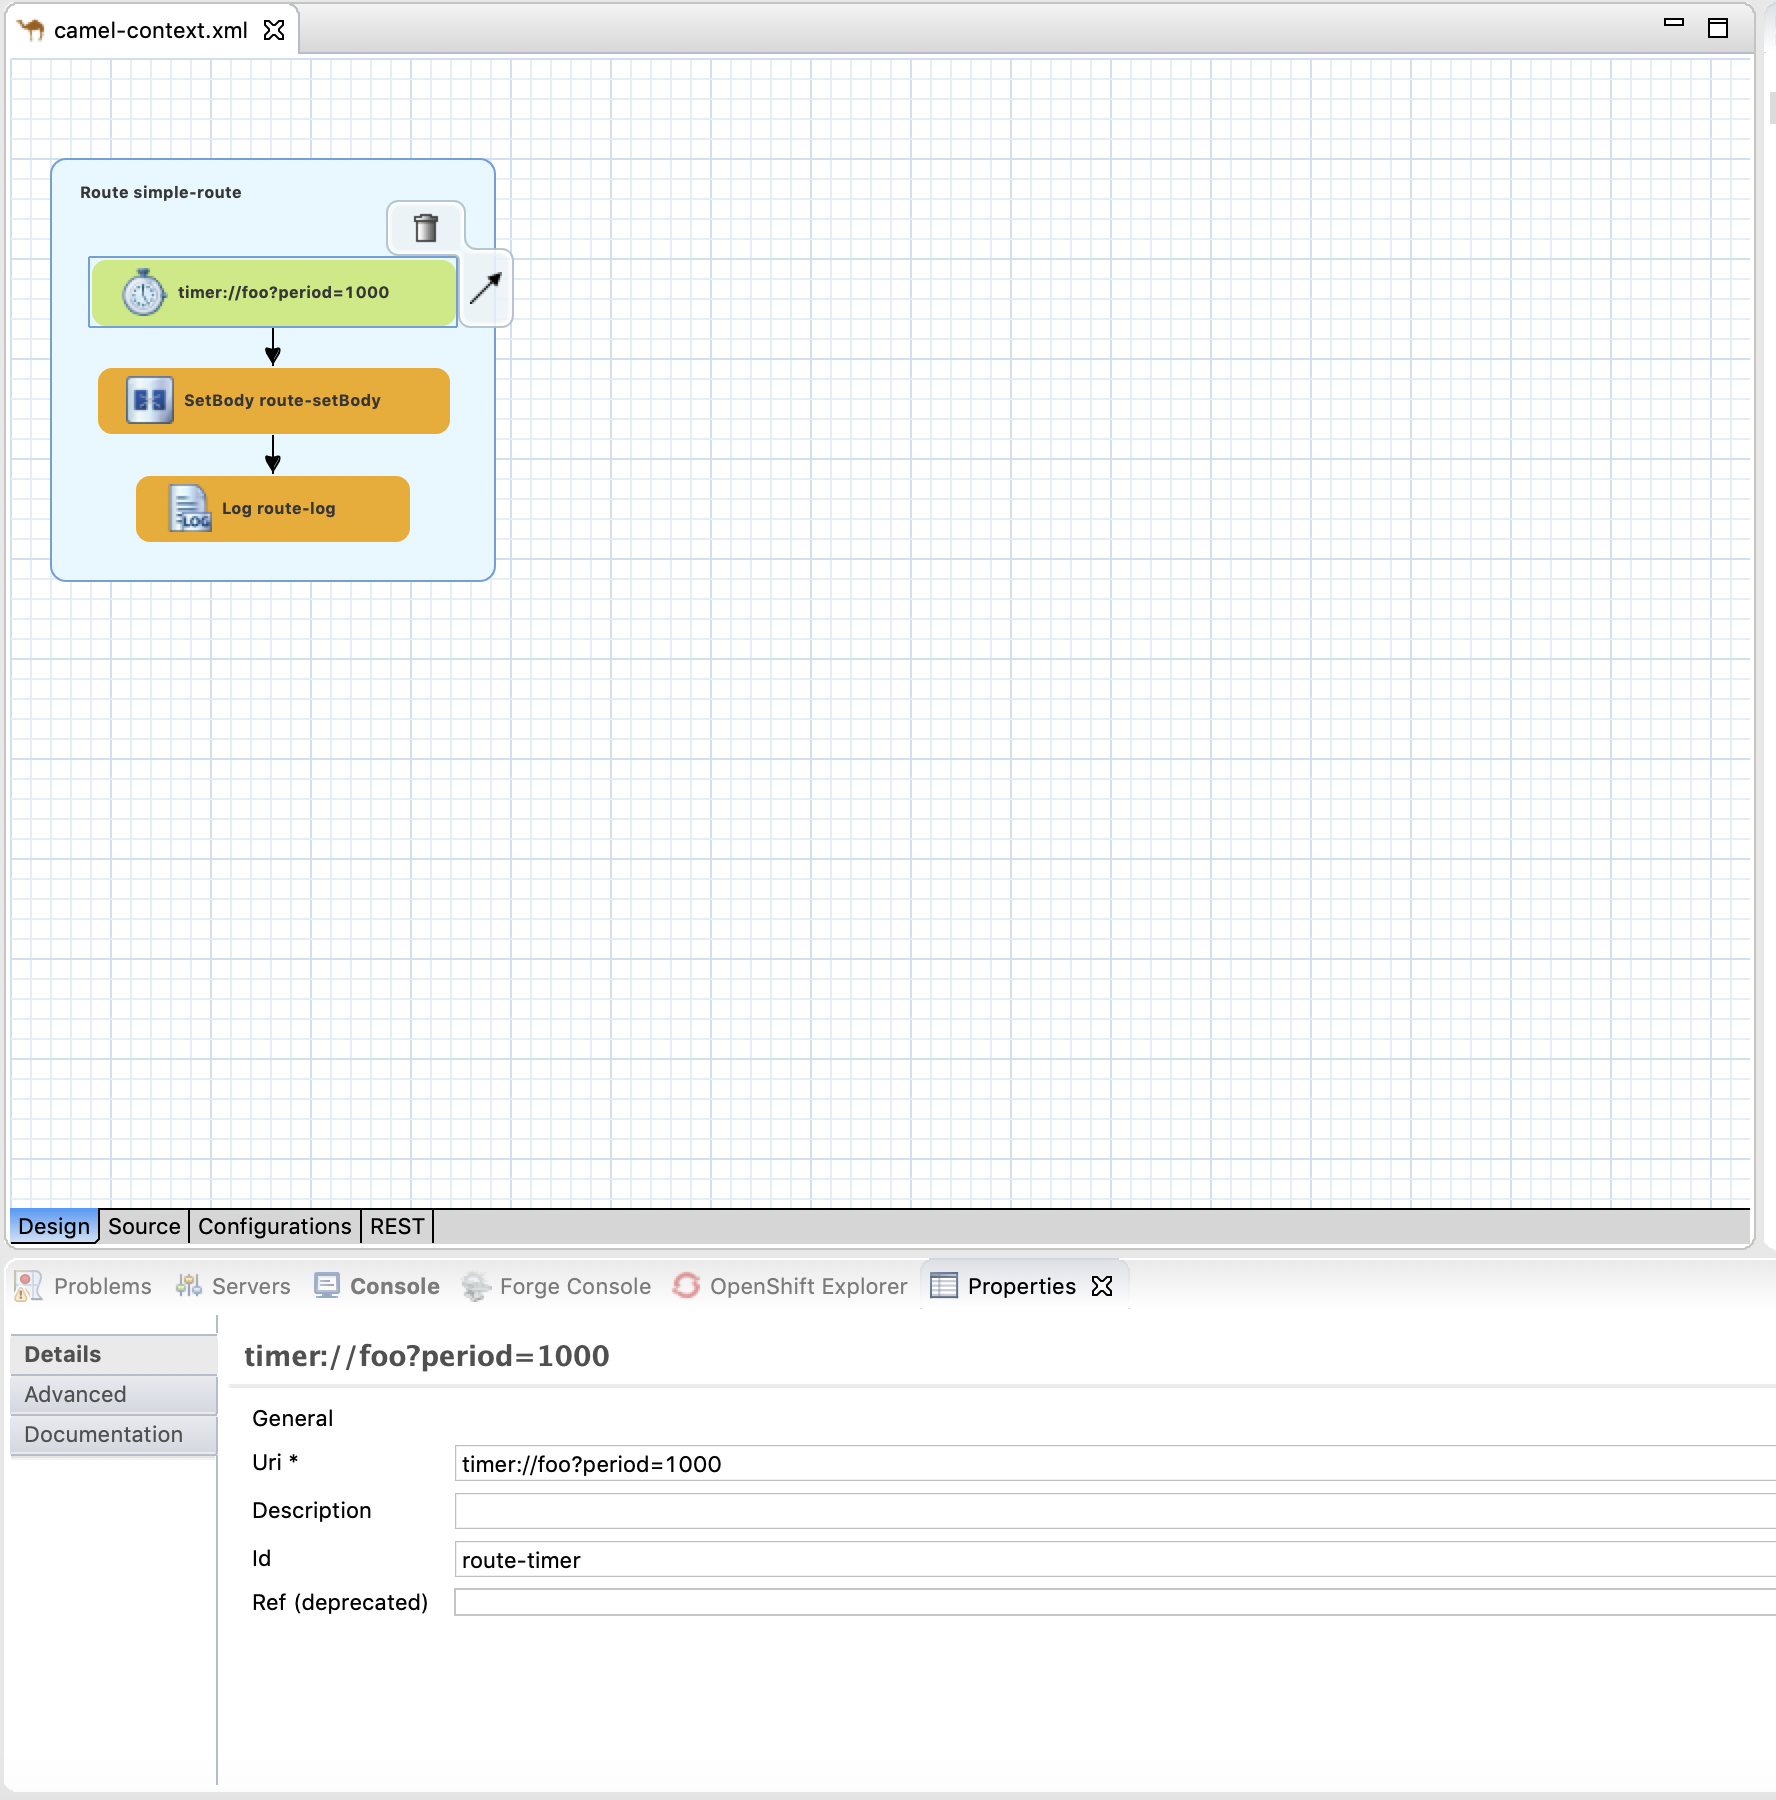 camel-context.xml
Route simple-route
timer://foo?period=1000
SetBody route-setBody
LOG
Log route-log
Design Source Configurations REST
Problems Servers Console Forge Console OpenShift Explorer Properties
Details
Advanced
Documentation
timer://foo?period=1000
General
Uri * timer://foo?period=1000
Description
Id route-timer
Ref (deprecated)